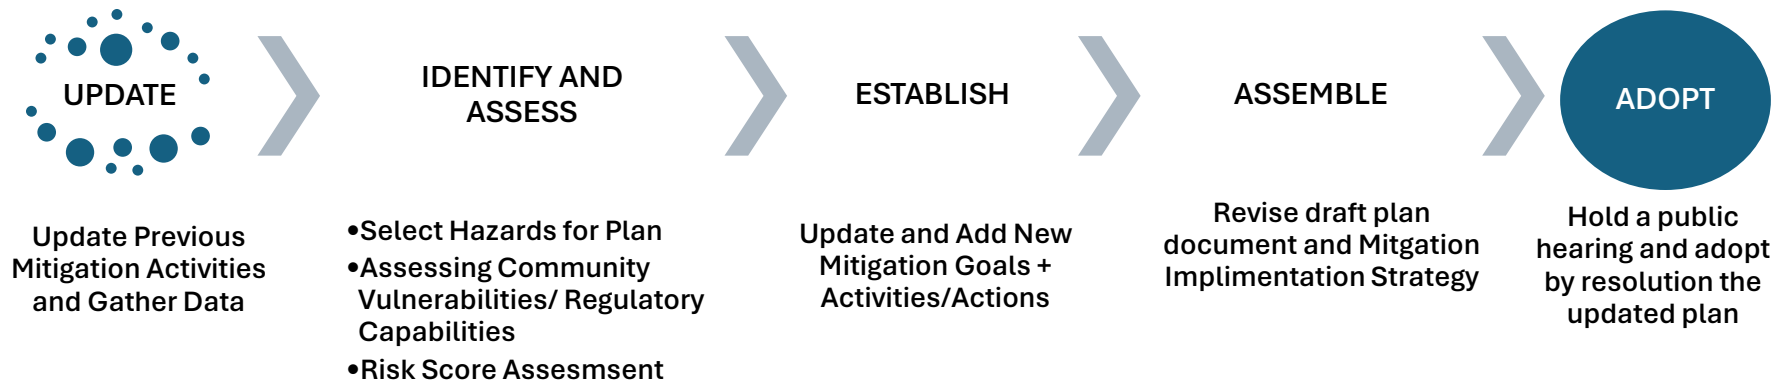 UPDATE
Update Previous
Mitigation Activities
and Gather Data
IDENTIFY AND
ASSESS
•Select Hazards for Plan
•Assessing Community
Vulnerabilities/ Regulatory
Capabilities
•Risk Score Assesmsent
ESTABLISH
Update and Add New
Mitigation Goals +
Activities/Actions
ASSEMBLE
Revise draft plan
document and Mitgation
Implimentation Strategy
ADOPT
Hold a public
hearing and adopt
by resolution the
updated plan